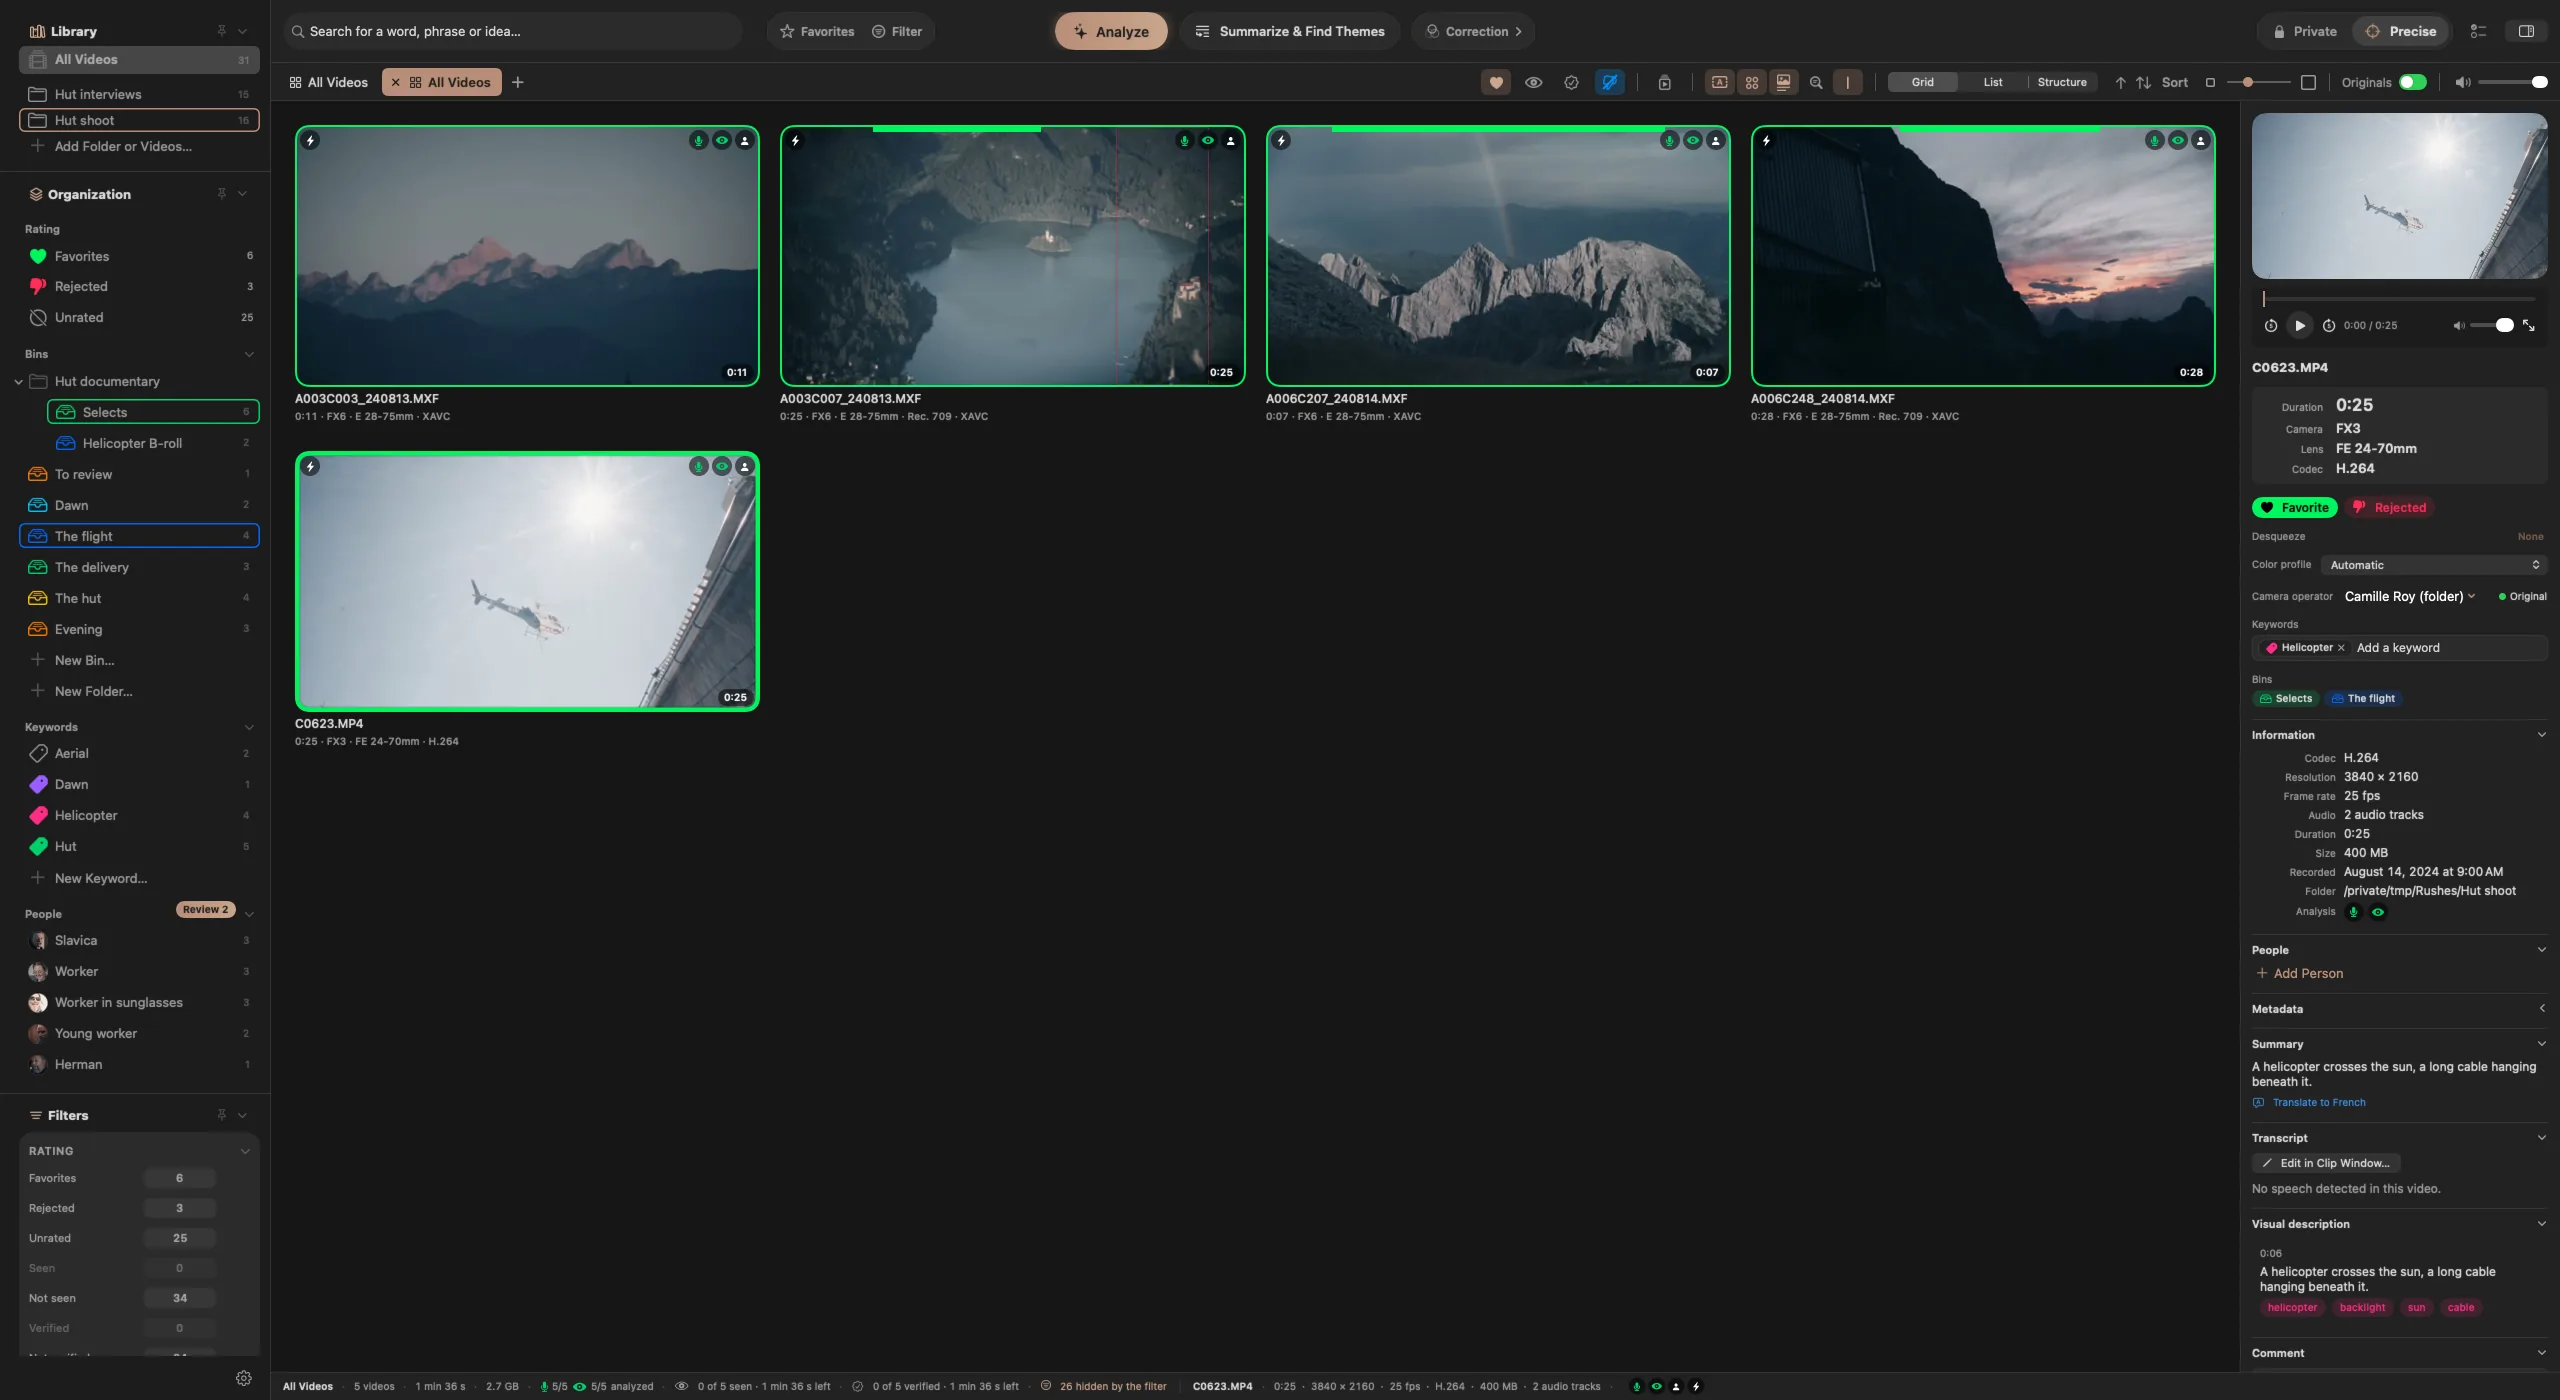 Library
All Videos 31
Hut interviews 15
Hut shoot 16
Add Folder or Videos...
Organization
Rating
Favorites 6
Rejected 3
Unrated 25
Bins
Hut documentary
Selects 6
Helicopter B-roll 2
To review 1
Dawn 2
The flight 4
The delivery 3
The hut 4
Evening 3
New Bin...
New Folder...
Keywords
Aerial 2
Dawn 1
Helicopter 4
Hut 5
New Keyword...
People Review 2
Slavica 3
Worker 3
Worker in sunglasses 3
Young worker 2
Herman 1
Filters
RATING
Favorites 6
Rejected 3
Unrated 25
Seen 0
Not seen 34
Verified 0
Search for a word, phrase or idea...
Favorites Filter
Analyze
Summarize & Find Themes
Correction
Private Precise
All Videos
All Videos
Grid List Structure
Sort
Originals
0:11
A003C003_240813.MXF
0:11 · FX6 · E 28-75mm · XAVC
0:25
A003C007_240813.MXF
0:25 · FX6 · E 28-75mm · Rec. 709 · XAVC
0:07
A006C207_240814.MXF
0:07 · FX6 · E 28-75mm · XAVC
0:28
A006C248_240814.MXF
0:28 · FX6 · E 28-75mm · Rec. 709 · XAVC
0:25
C0623.MP4
0:25 · FX3 · FE 24-70mm · H.264
0:00 / 0:25
C0623.MP4
Duration 0:25
Camera FX3
Lens FE 24-70mm
Codec H.264
Favorite Rejected
Desqueeze None
Color profile Automatic
Camera operator Camille Roy (folder) Original
Keywords
Helicopter Add a keyword
Bins
Selects The flight
Information
Codec H.264
Resolution 3840 × 2160
Frame rate 25 fps
Audio 2 audio tracks
Duration 0:25
Size 400 MB
Recorded August 14, 2024 at 9:00 AM
Folder /private/tmp/Rushes/Hut shoot
Analysis
People
Add Person
Metadata
Summary
A helicopter crosses the sun, a long cable hanging
beneath it.
Translate to French
Transcript
Edit in Clip Window...
No speech detected in this video.
Visual description
0:06
A helicopter crosses the sun, a long cable
hanging beneath it.
helicopter backlight sun cable
Comment
All Videos · 5 videos · 1 min 36 s · 2.7 GB · 5/5 5/5 analyzed · 0 of 5 seen · 1 min 36 s left · 0 of 5 verified · 1 min 36 s left · 26 hidden by the filter
C0623.MP4 · 0:25 · 3840 × 2160 · 25 fps · H.264 · 400 MB · 2 audio tracks ·